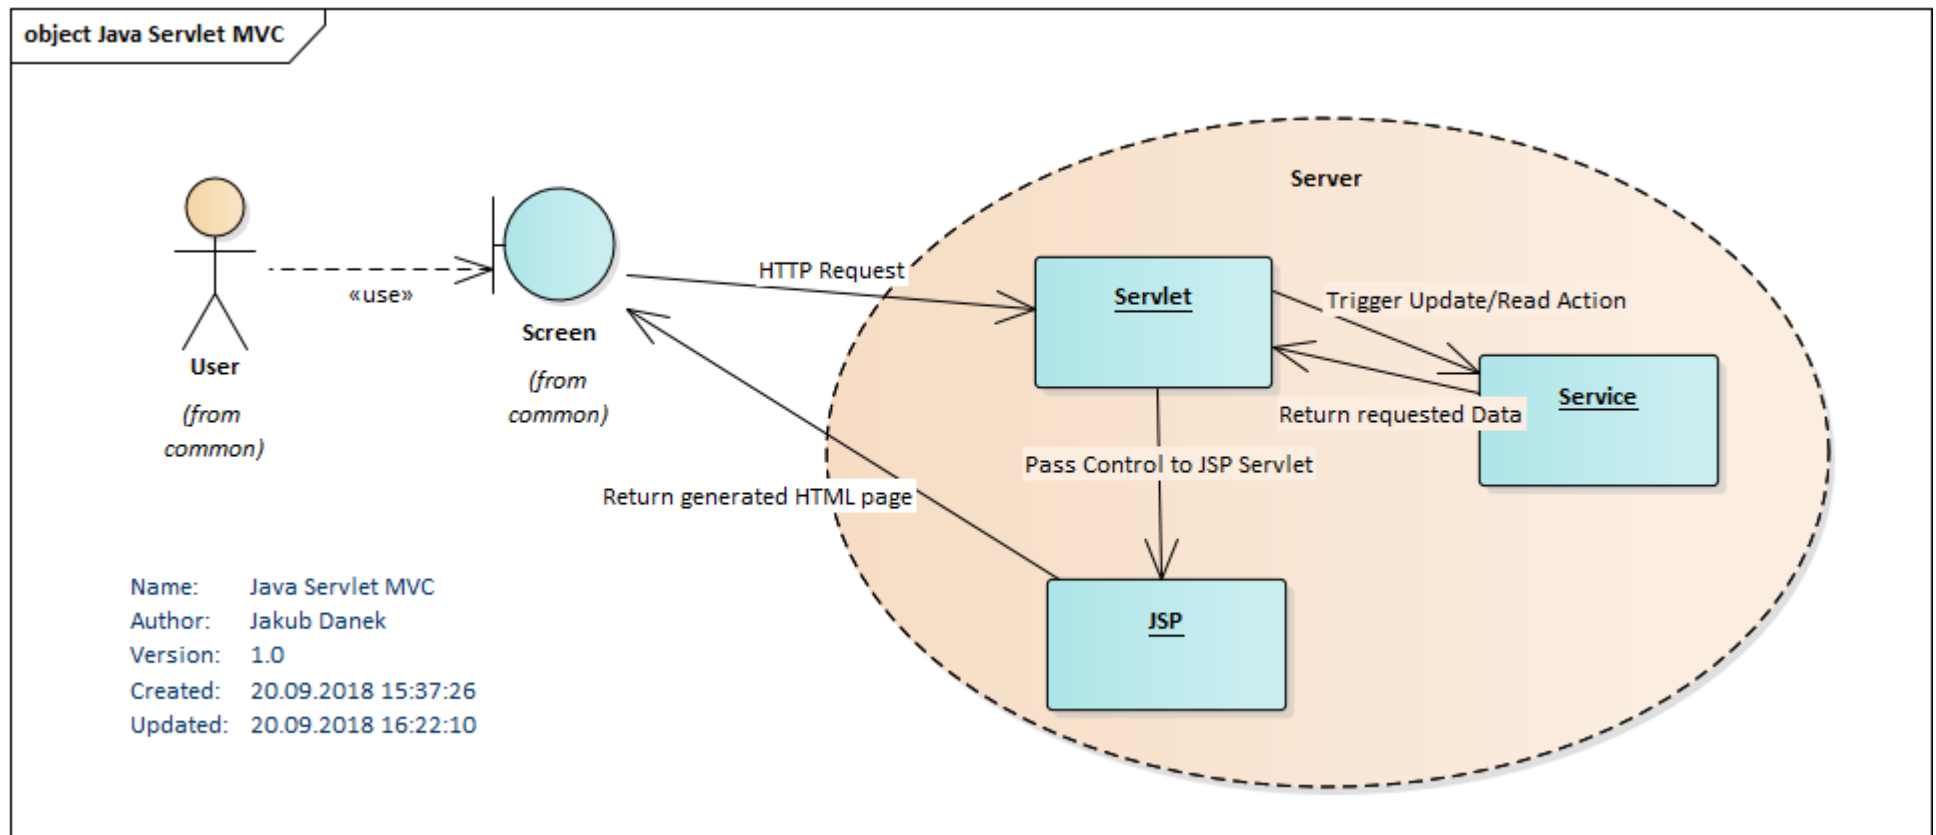 object Java Servlet MVC
Server
HTTP Request
Servlet
Trigger Update/Read Action
«use»
Screen
User
(from
common)
(from
common)
Service
Return requested Data
Pass Control to JSP Servlet
Return generated HTML page
JSP
Name: Java Servlet MVC
Author: Jakub Danek
Version: 1.0
Created: 20.09.2018 15:37:26
Updated: 20.09.2018 16:22:10